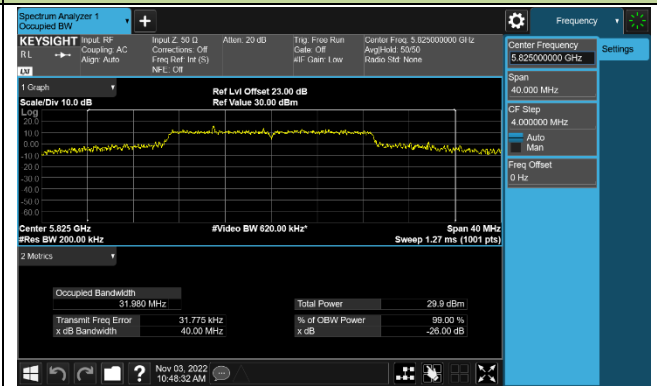 Spectrum Analyzer 1
Occupied BW
Frequency
KEYSIGHT
RL
LXI
Input: RF
Coupling: AC
Align: Auto
Input Z: 50 Ω
Corrections: Off
Freq Ref: Int (S)
NFE: Off
Atten: 20 dB
Trig: Free Run
Gate: Off
#IF Gain: Low
Center Freq: 5.825000000 GHz
Avg|Hold: 50/50
Radio Std: None
Center Frequency
5.825000000 GHz
Settings
Span
40.000 MHz
CF Step
4.000000 MHz
Auto
Man
Freq Offset
0 Hz
1 Graph
Scale/Div 10.0 dB
Ref Lvl Offset 23.00 dB
Ref Value 30.00 dBm
Log
20.0
10.0
0.00
-10.0
-20.0
-30.0
-40.0
-50.0
-60.0
Center 5.825 GHz
#Video BW 620.00 kHz*
Span 40 MHz
#Res BW 200.00 kHz
Sweep 1.27 ms (1001 pts)
2 Metrics
Occupied Bandwidth
31.980 MHz
Total Power 29.9 dBm
Transmit Freq Error 31.775 kHz
% of OBW Power 99.00 %
x dB Bandwidth 40.00 MHz
x dB -26.00 dB
Nov 03, 2022
10:48:32 AM